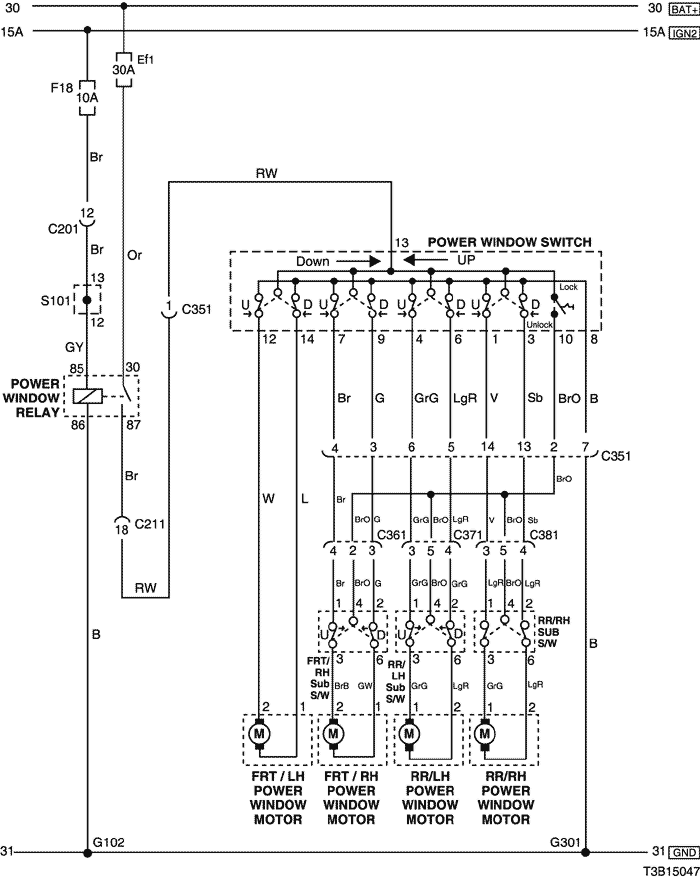 30 30 BAT+
15A 15A IGN2
Ef1
30A
F18
10A
Br
RW
12
C201
Br Or
13 POWER WINDOW SWITCH
Down UP
13
S101
12
1 C351
Lock
U D U D U D U D
Unlock
GY
12 14 7 9 4 6 1 3 10 8
85 30
POWER
WINDOW
RELAY
86 87
Br G GrG LgR V Sb BrO B
4 3 6 5 14 13 2 7
C351
Br
BrO
W L Br
18 C211
BrO G GrG BrO LgR V BrO Sb
C361 C371 C381
4 2 3 3 5 4 3 5 4
RW
Br BrO G GrG BrO GrG LgR BrO LgR
1 4 2 1 4 2 1 4 2
B
U D U D
RR/RH
SUB
S/W
B
3 6 3 6 3 6
FRT/
RH
Sub
S/W
RR/
LH
Sub
S/W
BrB GW GrG LgR GrG LgR
2 1 2 1 1 2 1 2
M M M M
FRT / LH
POWER
WINDOW
MOTOR
FRT / RH
POWER
WINDOW
MOTOR
RR/LH
POWER
WINDOW
MOTOR
RR/RH
POWER
WINDOW
MOTOR
G102 G301
31 31 GND
T3B15047